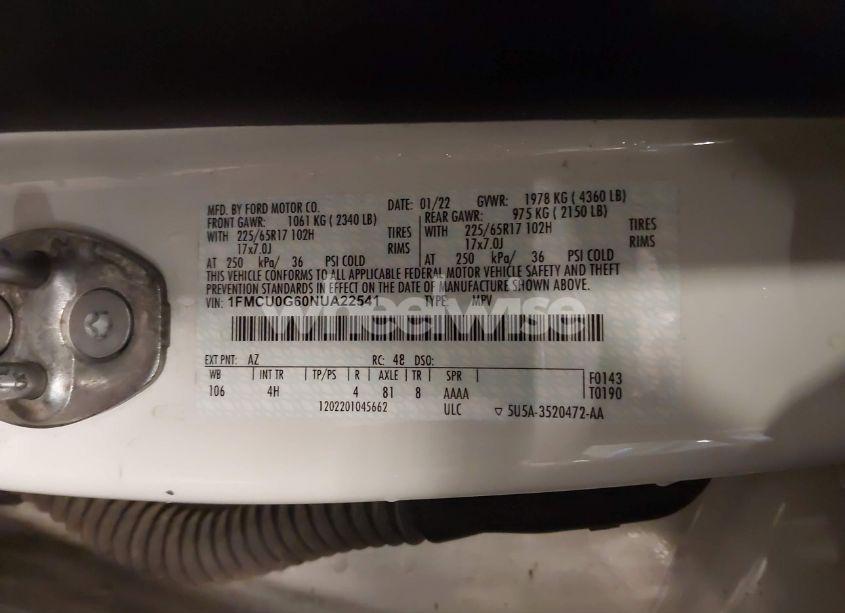 MFD. BY FORD MOTOR CO. DATE: 01/22 GVWR: 1978 KG ( 4360 LB)
FRONT GAWR: 1061 KG ( 2340 LB) REAR GAWR: 975 KG ( 2150 LB)
WITH 225/65R17 102H TIRES WITH 225/65R17 102H TIRES
17x7.0J RIMS 17x7.0J RIMS
AT 250 kPa/ 36 PSI COLD AT 250 kPa/ 36 PSI COLD
THIS VEHICLE CONFORMS TO ALL APPLICABLE FEDERAL MOTOR VEHICLE SAFETY AND THEFT
PREVENTION STANDARDS IN EFFECT ON THE DATE OF MANUFACTURE SHOWN ABOVE.
VIN: 1FMCU0G60NUA22541 TYPE: MPV
wheelwise
EXT PNT: AZ RC: 48 DSO:
WB INT TR TP/PS R AXLE TR SPR F0143
106 4H 4 81 8 AAAA T0190
1202201045662 ULC ▽ 5U5A-3520472-AA